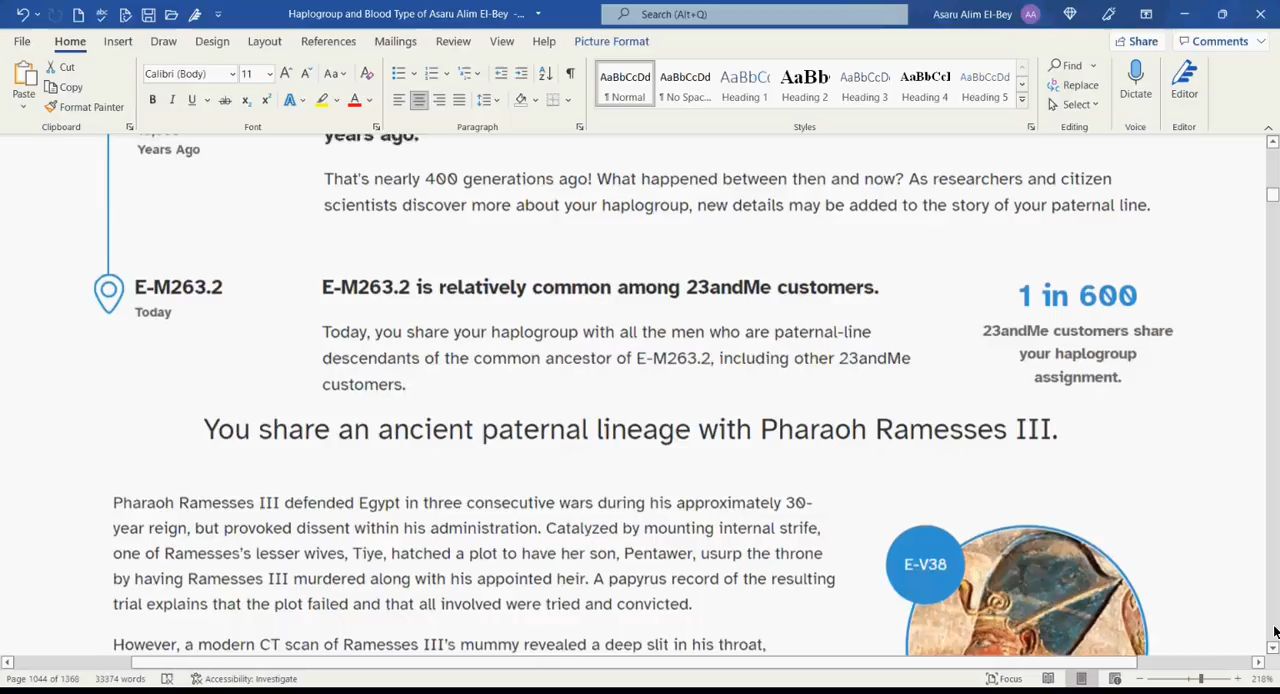 Haplogroup and Blood Type of Asaru Alim El-Bey -...
Search (Alt+Q)
Asaru Alim El-Bey
AA
File Home Insert Draw Design Layout References Mailings Review View Help Picture Format
Share
Comments
Paste
Cut
Copy
Format Painter
Clipboard
Calibri (Body) 11
Font
Paragraph
AaBbCcDd AaBbCcDd AaBbCc AaBb AaBbCcDd AaBbCcI AaBbCcDd
¶ Normal ¶ No Spac... Heading 1 Heading 2 Heading 3 Heading 4 Heading 5
Styles
Find
Replace
Select
Editing
Dictate
Voice
Editor
Editor
Years Ago
years ago.
That's nearly 400 generations ago! What happened between then and now? As researchers and citizen
scientists discover more about your haplogroup, new details may be added to the story of your paternal line.
E-M263.2
Today
E-M263.2 is relatively common among 23andMe customers.
Today, you share your haplogroup with all the men who are paternal-line
descendants of the common ancestor of E-M263.2, including other 23andMe
customers.
1 in 600
23andMe customers share
your haplogroup
assignment.
You share an ancient paternal lineage with Pharaoh Ramesses III.
Pharaoh Ramesses III defended Egypt in three consecutive wars during his approximately 30-
year reign, but provoked dissent within his administration. Catalyzed by mounting internal strife,
one of Ramesses's lesser wives, Tiye, hatched a plot to have her son, Pentawer, usurp the throne
by having Ramesses III murdered along with his appointed heir. A papyrus record of the resulting
trial explains that the plot failed and that all involved were tried and convicted.
However, a modern CT scan of Ramesses III's mummy revealed a deep slit in his throat,
E-V38
Page 1044 of 1368 33374 words Accessibility: Investigate
Focus
218%